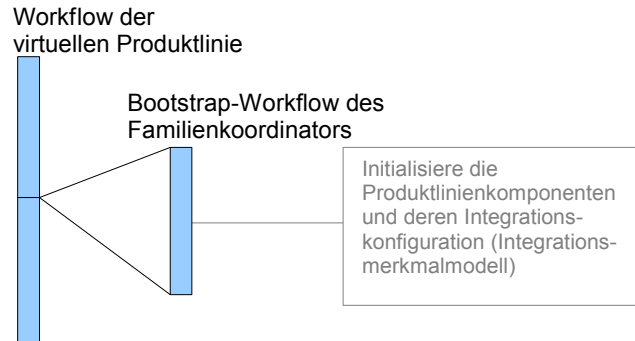 Workflow der
virtuellen Produktlinie
Bootstrap-Workflow des
Familienkoordinators
Initialisiere die
Produktlinienkomponenten
und deren Integrations-
konfiguration (Integrations-
merkmalmodell)